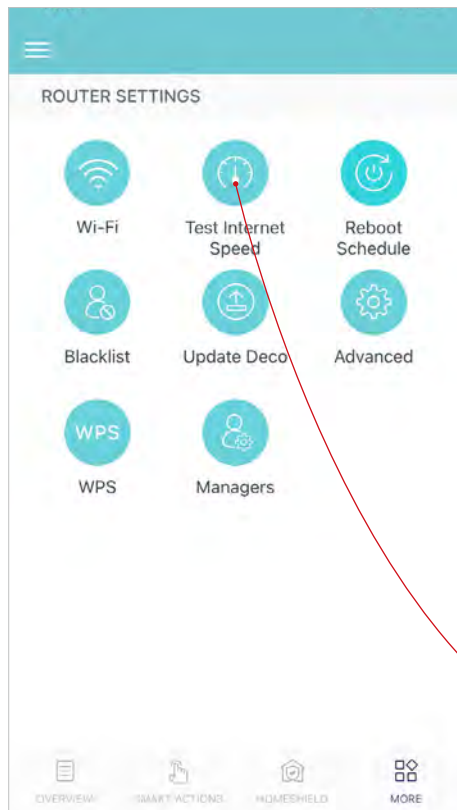 ROUTER SETTINGS
Wi-Fi
Test Internet
Speed
Reboot
Schedule
Blacklist
Update Deco
Advanced
WPS
WPS
Managers
OVERVIEW
SMART ACTIONS
HOMESHIELD
MORE